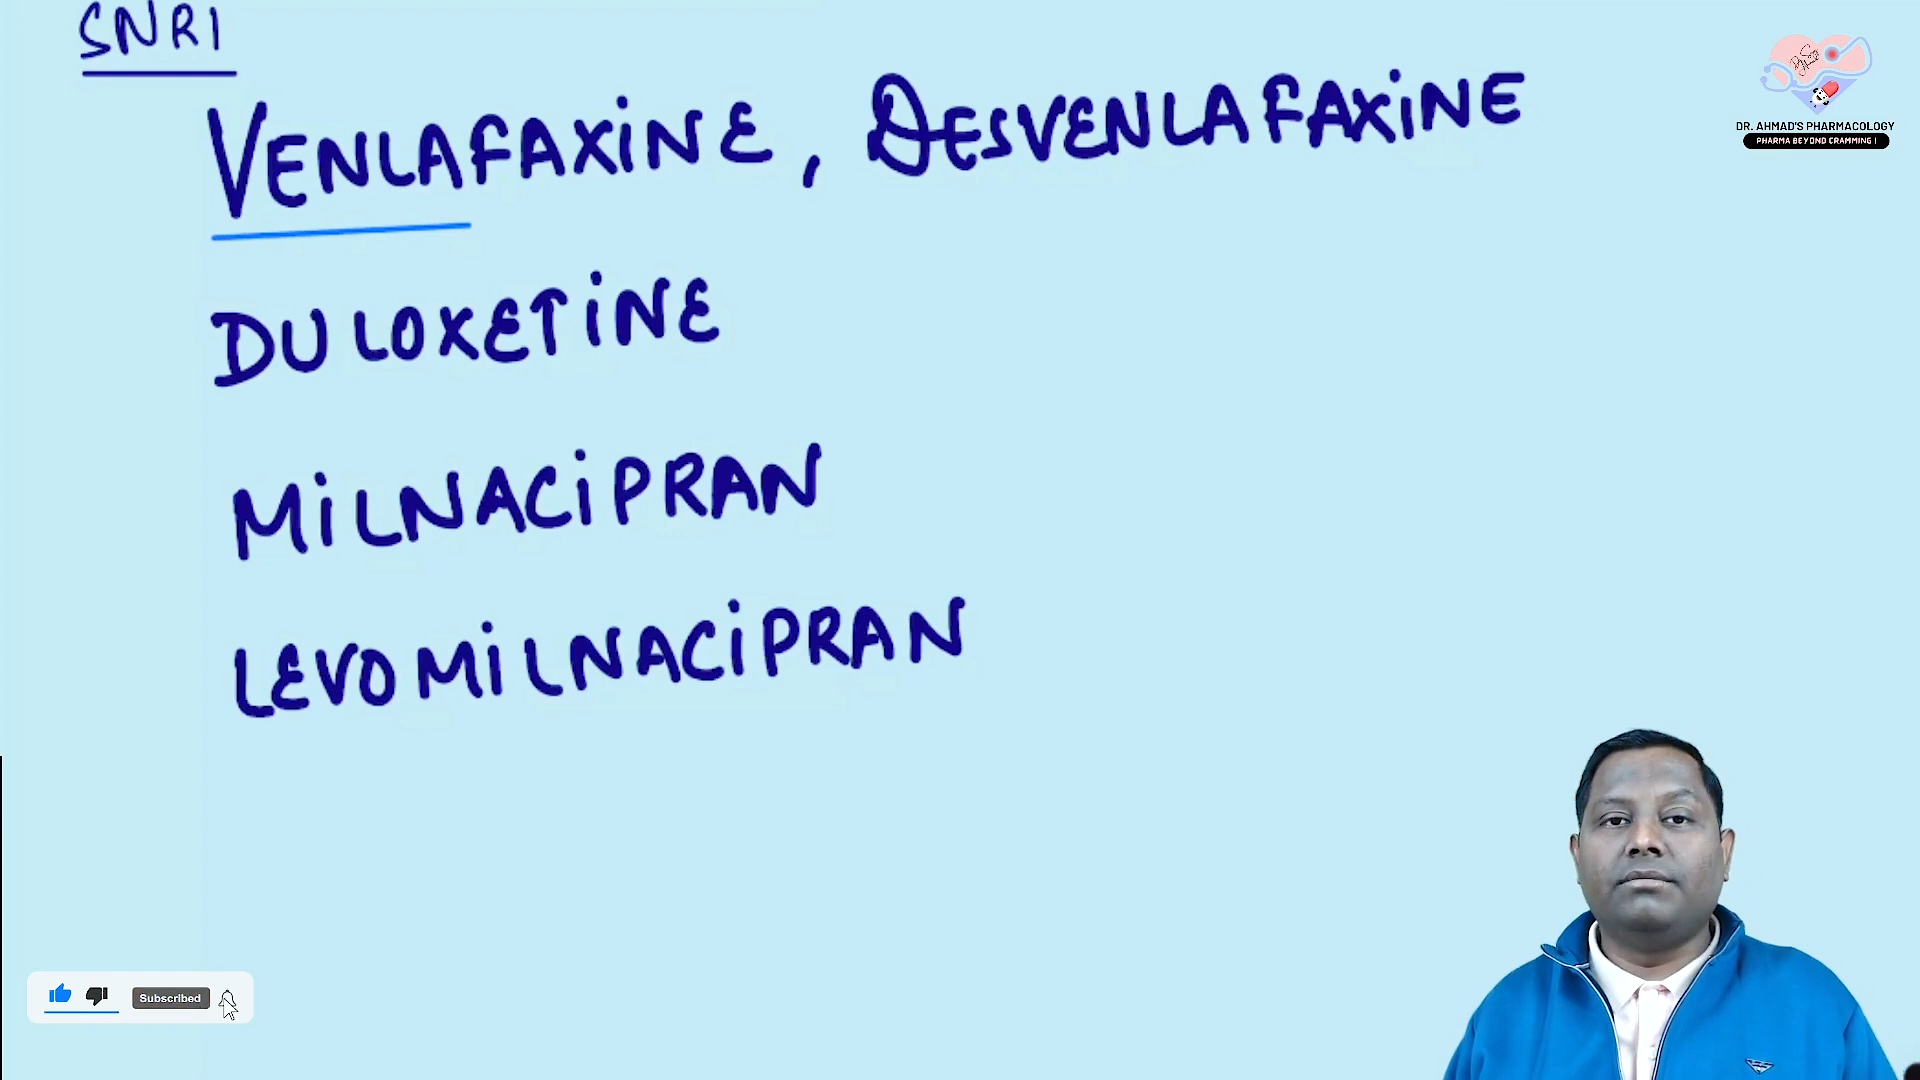 SNRI
VENLAFAXiNE, DESVENLAFAXiNE
DULOXETiNE
MiLNACiPRAN
LEVOMiLNACiPRAN
DR. AHMAD'S PHARMACOLOGY
PHARMA BEYOND CRAMMING !
Subscribed